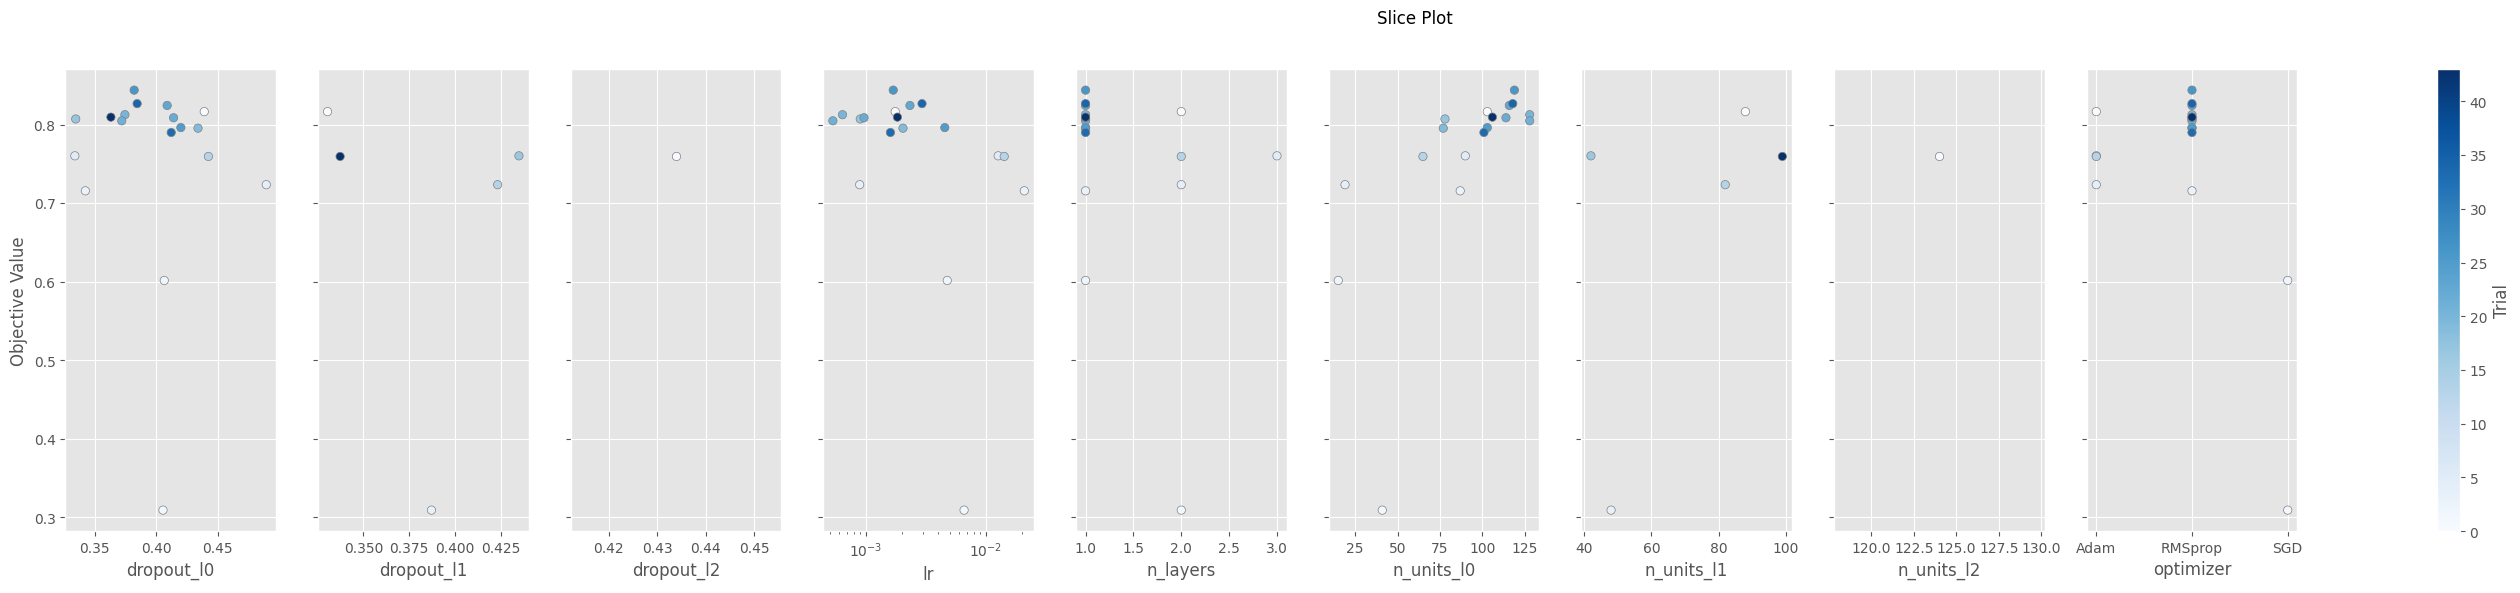 Slice Plot
Objective Value
0.8
0.7
0.6
0.5
0.4
0.3
0.35 0.40 0.45
dropout_l0
0.350 0.375 0.400 0.425
dropout_l1
0.42 0.43 0.44 0.45
dropout_l2
10⁻³ 10⁻²
lr
1.0 1.5 2.0 2.5 3.0
n_layers
25 50 75 100 125
n_units_l0
40 60 80 100
n_units_l1
120.0 122.5 125.0 127.5 130.0
n_units_l2
Adam RMSprop SGD
optimizer
40
35
30
25
20
15
10
5
0
Trial